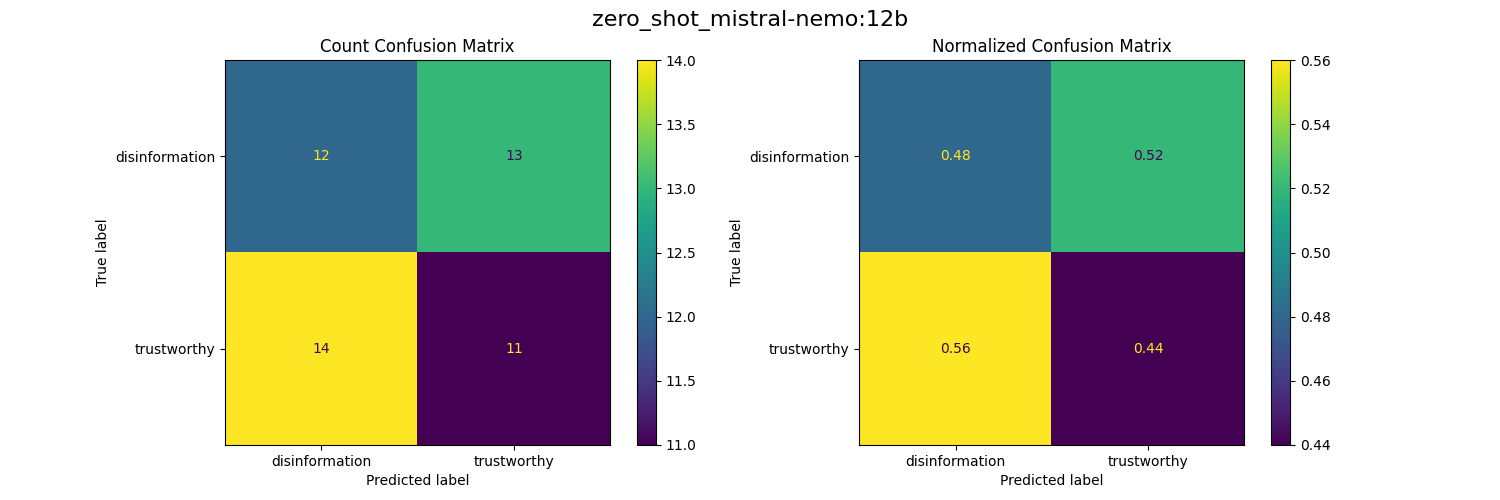 zero_shot_mistral-nemo:12b
Count Confusion Matrix
True label
disinformation
trustworthy
12
13
14
11
disinformation
trustworthy
Predicted label
14.0
13.5
13.0
12.5
12.0
11.5
11.0
Normalized Confusion Matrix
True label
disinformation
trustworthy
0.48
0.52
0.56
0.44
disinformation
trustworthy
Predicted label
0.56
0.54
0.52
0.50
0.48
0.46
0.44